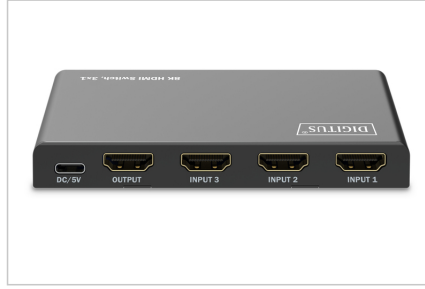 8K HDMI Switch, 3x1
DIGITUS®
DC/5V OUTPUT INPUT 3 INPUT 2 INPUT 1